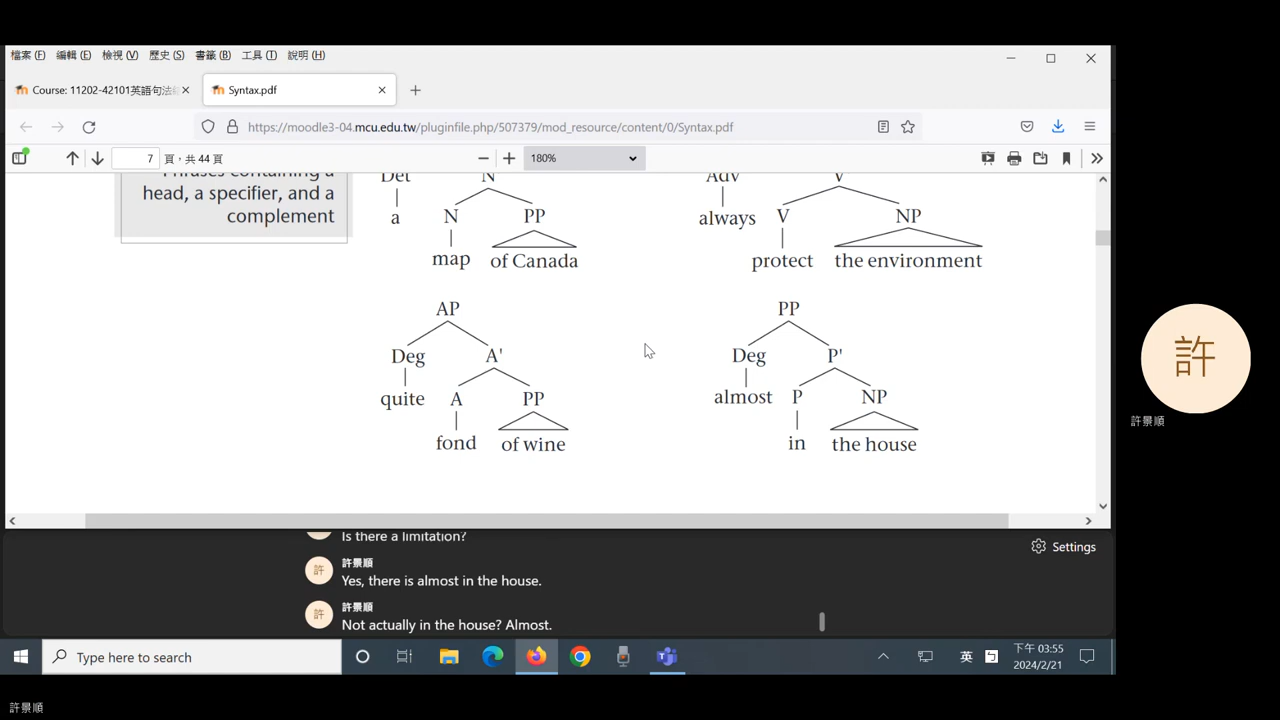 檔案 (F) 編輯 (E) 檢視 (V) 歷史 (S) 書籤 (B) 工具 (T) 說明 (H)
Course: 11202-42101英語句法
Syntax.pdf
https://moodle3-04.mcu.edu.tw/pluginfile.php/507379/mod_resource/content/0/Syntax.pdf
7 頁，共 44 頁
180%
Phrases containing a
head, a specifier, and a
complement
Det N'
a N PP
map of Canada
Adv V'
always V NP
protect the environment
AP
Deg A'
quite A PP
fond of wine
PP
Deg P'
almost P NP
in the house
Is there a limitation?
許 許景順
Yes, there is almost in the house.
許 許景順
Not actually in the house? Almost.
Settings
許
許景順
Type here to search
英
下午 03:55
2024/2/21
許景順